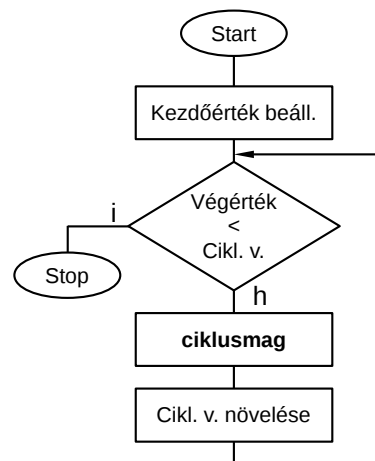 Start
Kezdőérték beáll.
Végérték
<
Cikl. v.
i
Stop
h
ciklusmag
Cikl. v. növelése